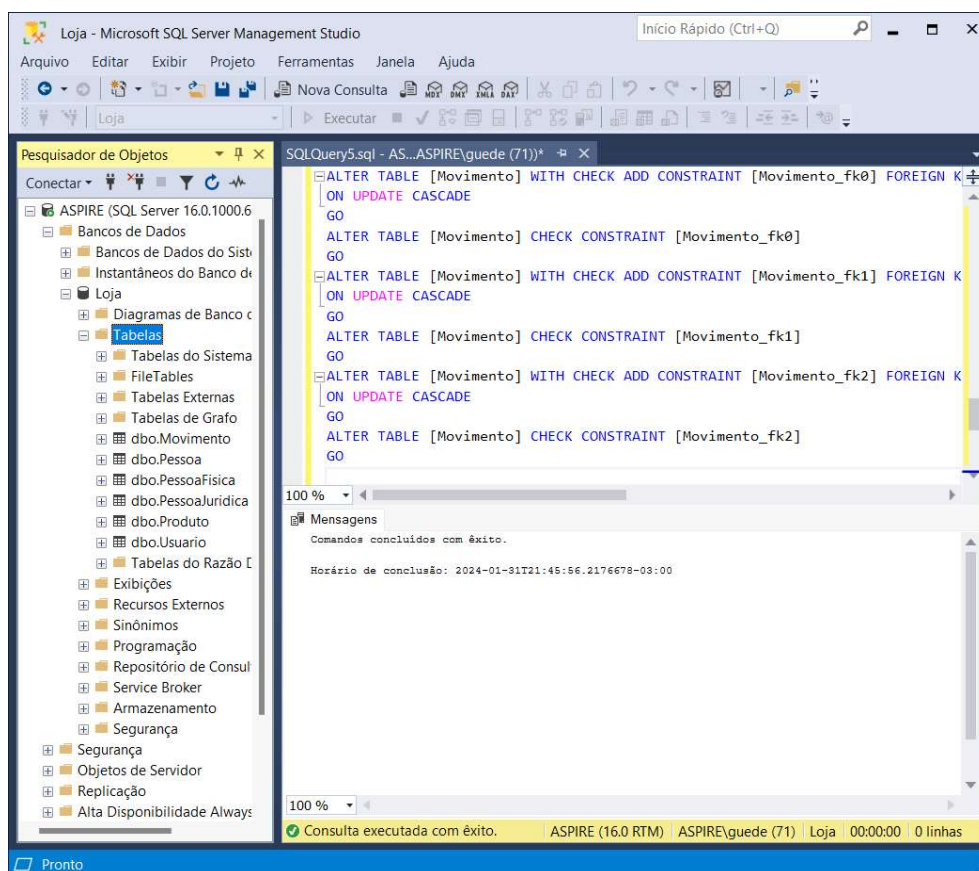 Loja - Microsoft SQL Server Management Studio
Início Rápido (Ctrl+Q)
Arquivo Editar Exibir Projeto Ferramentas Janela Ajuda
Nova Consulta MDX DMX XMLA DAX
Loja
Executar
Pesquisador de Objetos
Conectar
ASPIRE (SQL Server 16.0.1000.6
Bancos de Dados
Bancos de Dados do Siste
Instantâneos do Banco de
Loja
Diagramas de Banco d
Tabelas
Tabelas do Sistema
FileTables
Tabelas Externas
Tabelas de Grafo
dbo.Movimento
dbo.Pessoa
dbo.PessoaFisica
dbo.PessoaJuridica
dbo.Produto
dbo.Usuario
Tabelas do Razão D
Exibições
Recursos Externos
Sinônimos
Programação
Repositório de Consul
Service Broker
Armazenamento
Segurança
Segurança
Objetos de Servidor
Replicação
Alta Disponibilidade Always
SQLQuery5.sql - AS...ASPIRE\guede (71))*
ALTER TABLE [Movimento] WITH CHECK ADD CONSTRAINT [Movimento_fk0] FOREIGN K
ON UPDATE CASCADE
GO
ALTER TABLE [Movimento] CHECK CONSTRAINT [Movimento_fk0]
GO
ALTER TABLE [Movimento] WITH CHECK ADD CONSTRAINT [Movimento_fk1] FOREIGN K
ON UPDATE CASCADE
GO
ALTER TABLE [Movimento] CHECK CONSTRAINT [Movimento_fk1]
GO
ALTER TABLE [Movimento] WITH CHECK ADD CONSTRAINT [Movimento_fk2] FOREIGN K
ON UPDATE CASCADE
GO
ALTER TABLE [Movimento] CHECK CONSTRAINT [Movimento_fk2]
GO
100 %
Mensagens
Comandos concluídos com êxito.
Horário de conclusão: 2024-01-31T21:45:56.2176678-03:00
100 %
Consulta executada com êxito. ASPIRE (16.0 RTM) ASPIRE\guede (71) Loja 00:00:00 0 linhas
Pronto